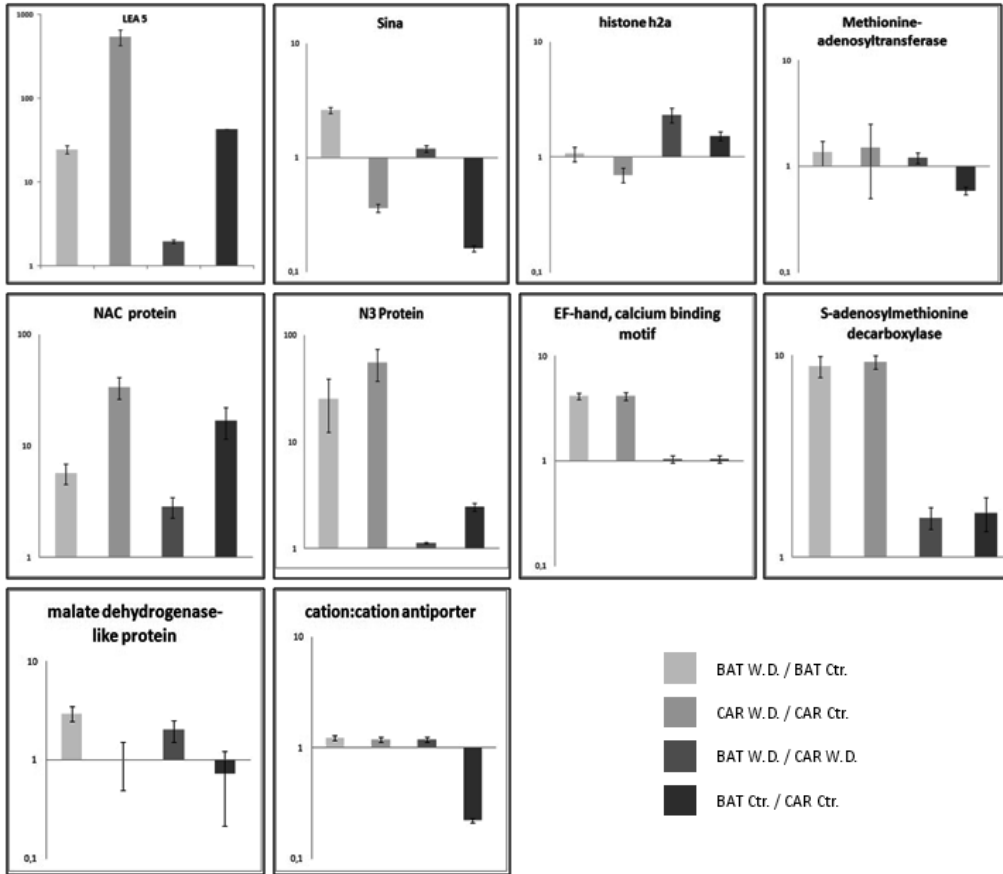 LEA 5
1000
100
10
1
Sina
10
1
0,1
histone h2a
10
1
0,1
Methionine-
adenosyltransferase
10
1
0,1
NAC protein
100
10
1
N3 Protein
100
10
1
EF-hand, calcium binding
motif
10
1
0,1
S-adenosylmethionine
decarboxylase
10
1
malate dehydrogenase-
like protein
10
1
0,1
cation:cation antiporter
10
1
0,1
BAT W.D. / BAT Ctr.
CAR W.D. / CAR Ctr.
BAT W.D. / CAR W.D.
BAT Ctr. / CAR Ctr.